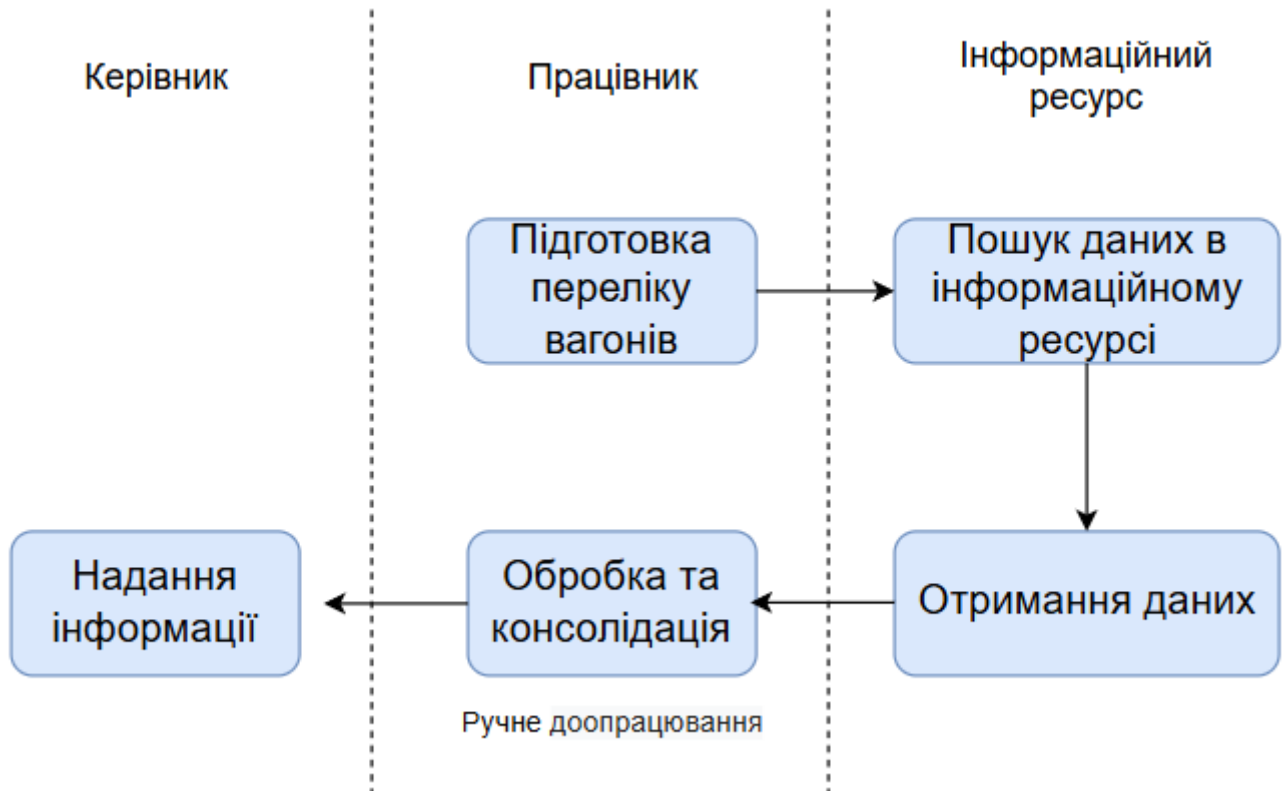 Керівник
Працівник
Інформаційний
ресурс
Підготовка
переліку
вагонів
Пошук даних в
інформаційному
ресурсі
Надання
інформації
Обробка та
консолідація
Отримання даних
Ручне доопрацювання